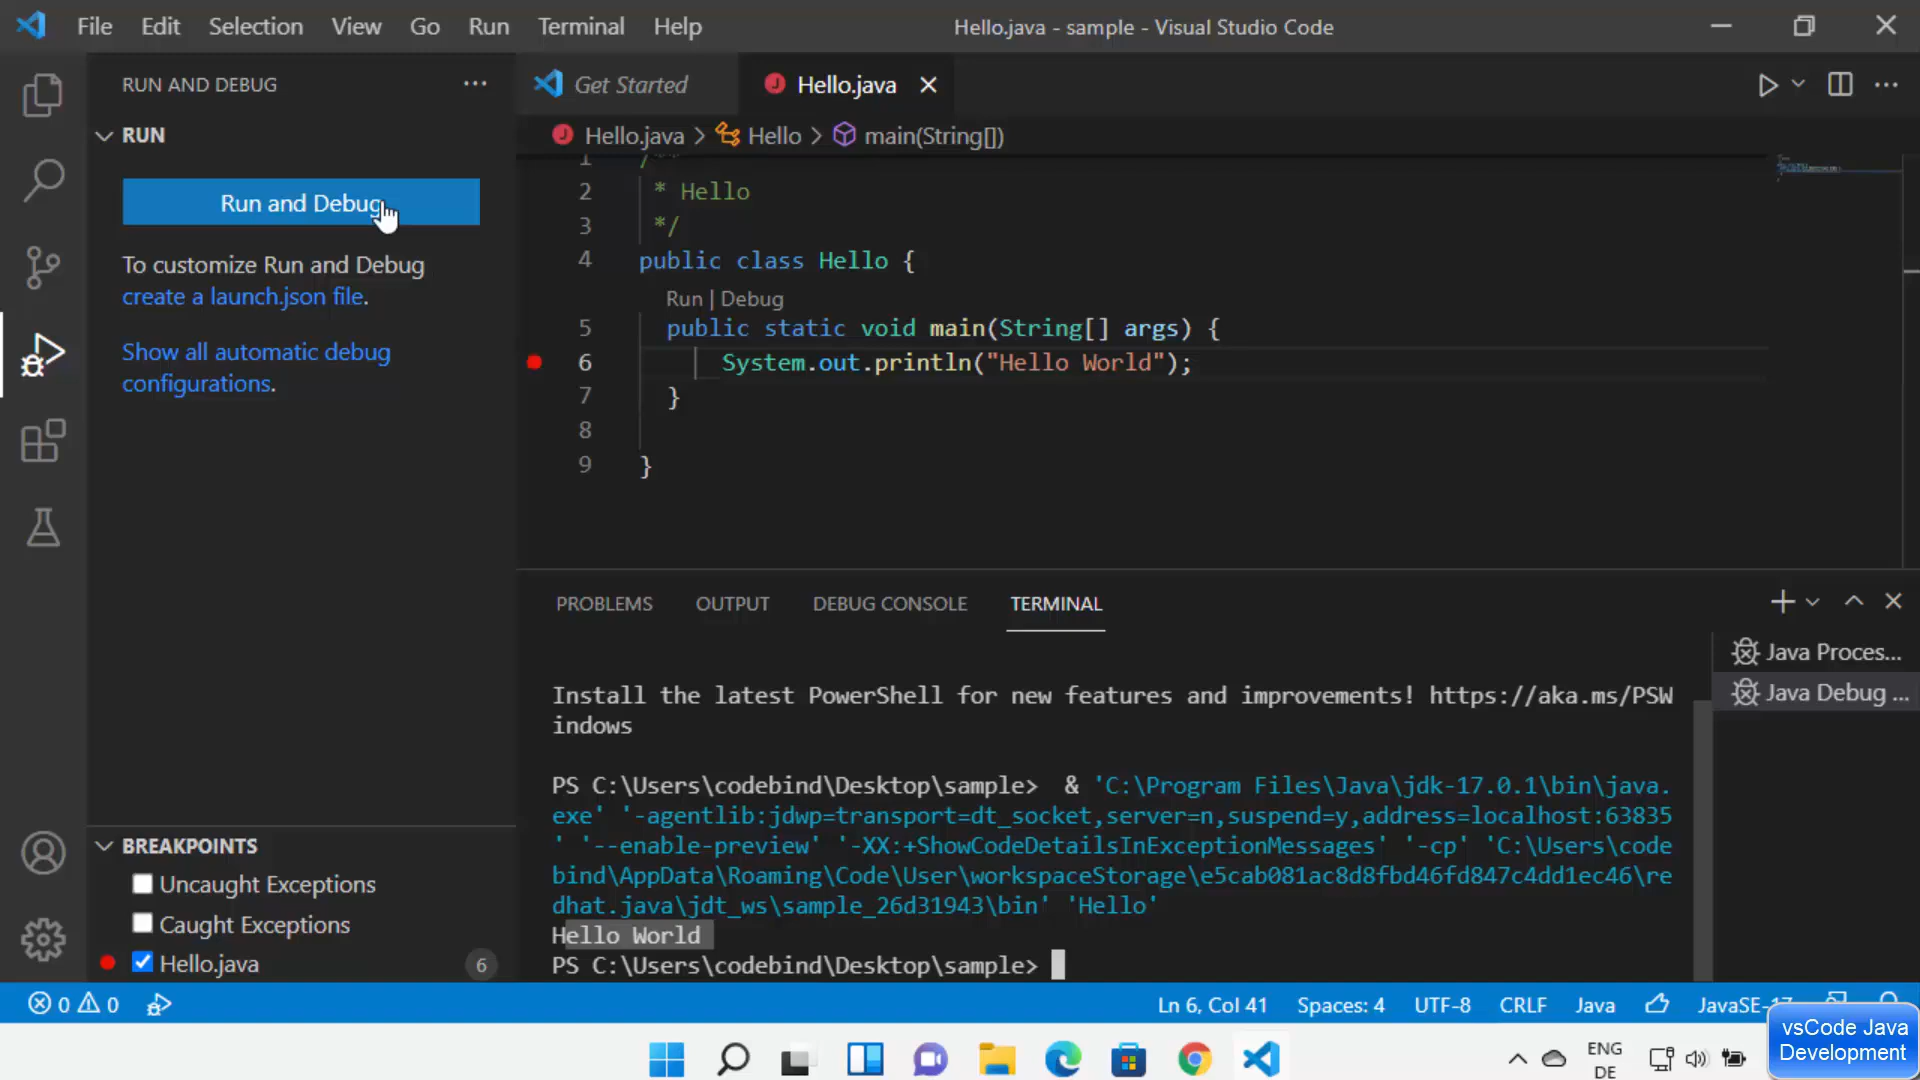 File Edit Selection View Go Run Terminal Help
Hello.java - sample - Visual Studio Code
RUN AND DEBUG
RUN
Run and Debug
To customize Run and Debug
create a launch.json file.
Show all automatic debug
configurations.
Get Started
Hello.java
Hello.java > Hello > main(String[])
1 /**
2 * Hello
3 */
4 public class Hello {
Run | Debug
5 public static void main(String[] args) {
6 System.out.println("Hello World");
7 }
8
9 }
PROBLEMS OUTPUT DEBUG CONSOLE TERMINAL
Java Proces...
Java Debug ...
Install the latest PowerShell for new features and improvements! https://aka.ms/PSW
indows
PS C:\Users\codebind\Desktop\sample>  & 'C:\Program Files\Java\jdk-17.0.1\bin\java.
exe' '-agentlib:jdwp=transport=dt_socket,server=n,suspend=y,address=localhost:63835
' '--enable-preview' '-XX:+ShowCodeDetailsInExceptionMessages' '-cp' 'C:\Users\code
bind\AppData\Roaming\Code\User\workspaceStorage\e5cab081ac8d8fbd46fd847c4dd1ec46\re
dhat.java\jdt_ws\sample_26d31943\bin' 'Hello'
Hello World
PS C:\Users\codebind\Desktop\sample>
BREAKPOINTS
Uncaught Exceptions
Caught Exceptions
Hello.java 6
0 0
Ln 6, Col 41 Spaces: 4 UTF-8 CRLF Java JavaSE-17
vsCode Java
Development
ENG
DE